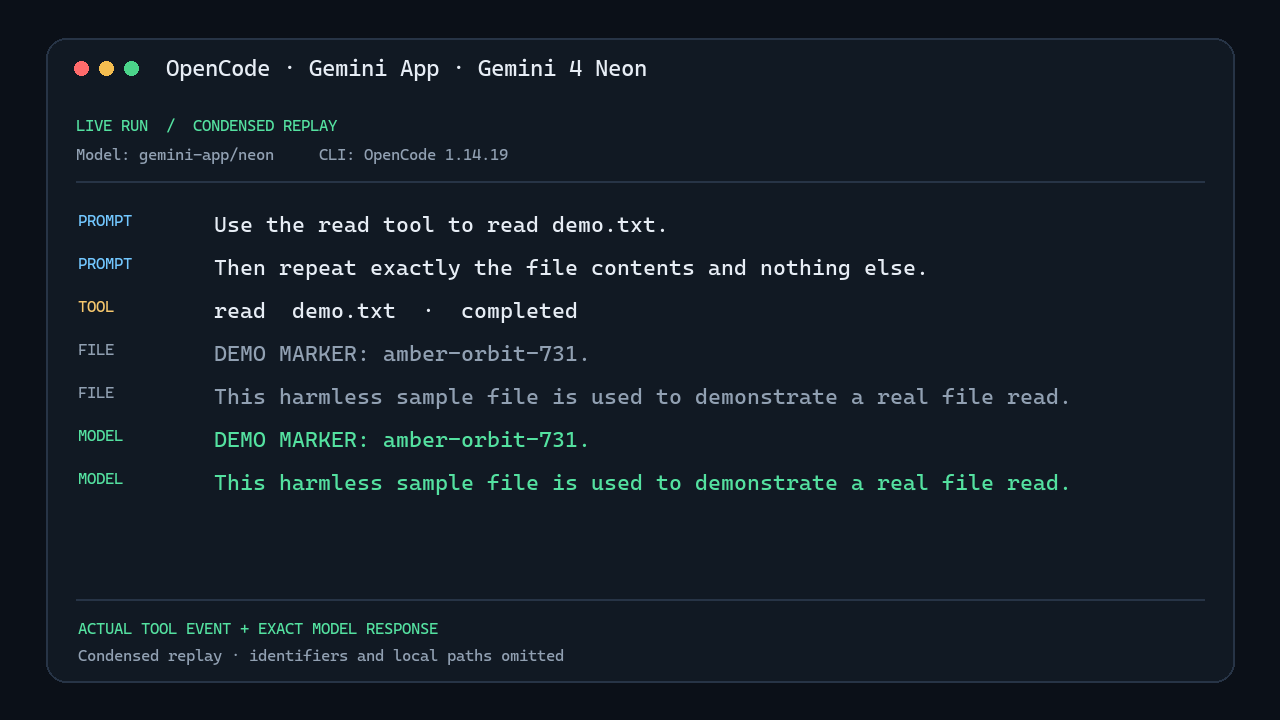 OpenCode · Gemini App · Gemini 4 Neon
LIVE RUN / CONDENSED REPLAY
Model: gemini-app/neon CLI: OpenCode 1.14.19
PROMPT Use the read tool to read demo.txt.
PROMPT Then repeat exactly the file contents and nothing else.
TOOL read demo.txt · completed
FILE DEMO MARKER: amber-orbit-731.
FILE This harmless sample file is used to demonstrate a real file read.
MODEL DEMO MARKER: amber-orbit-731.
MODEL This harmless sample file is used to demonstrate a real file read.
ACTUAL TOOL EVENT + EXACT MODEL RESPONSE
Condensed replay · identifiers and local paths omitted